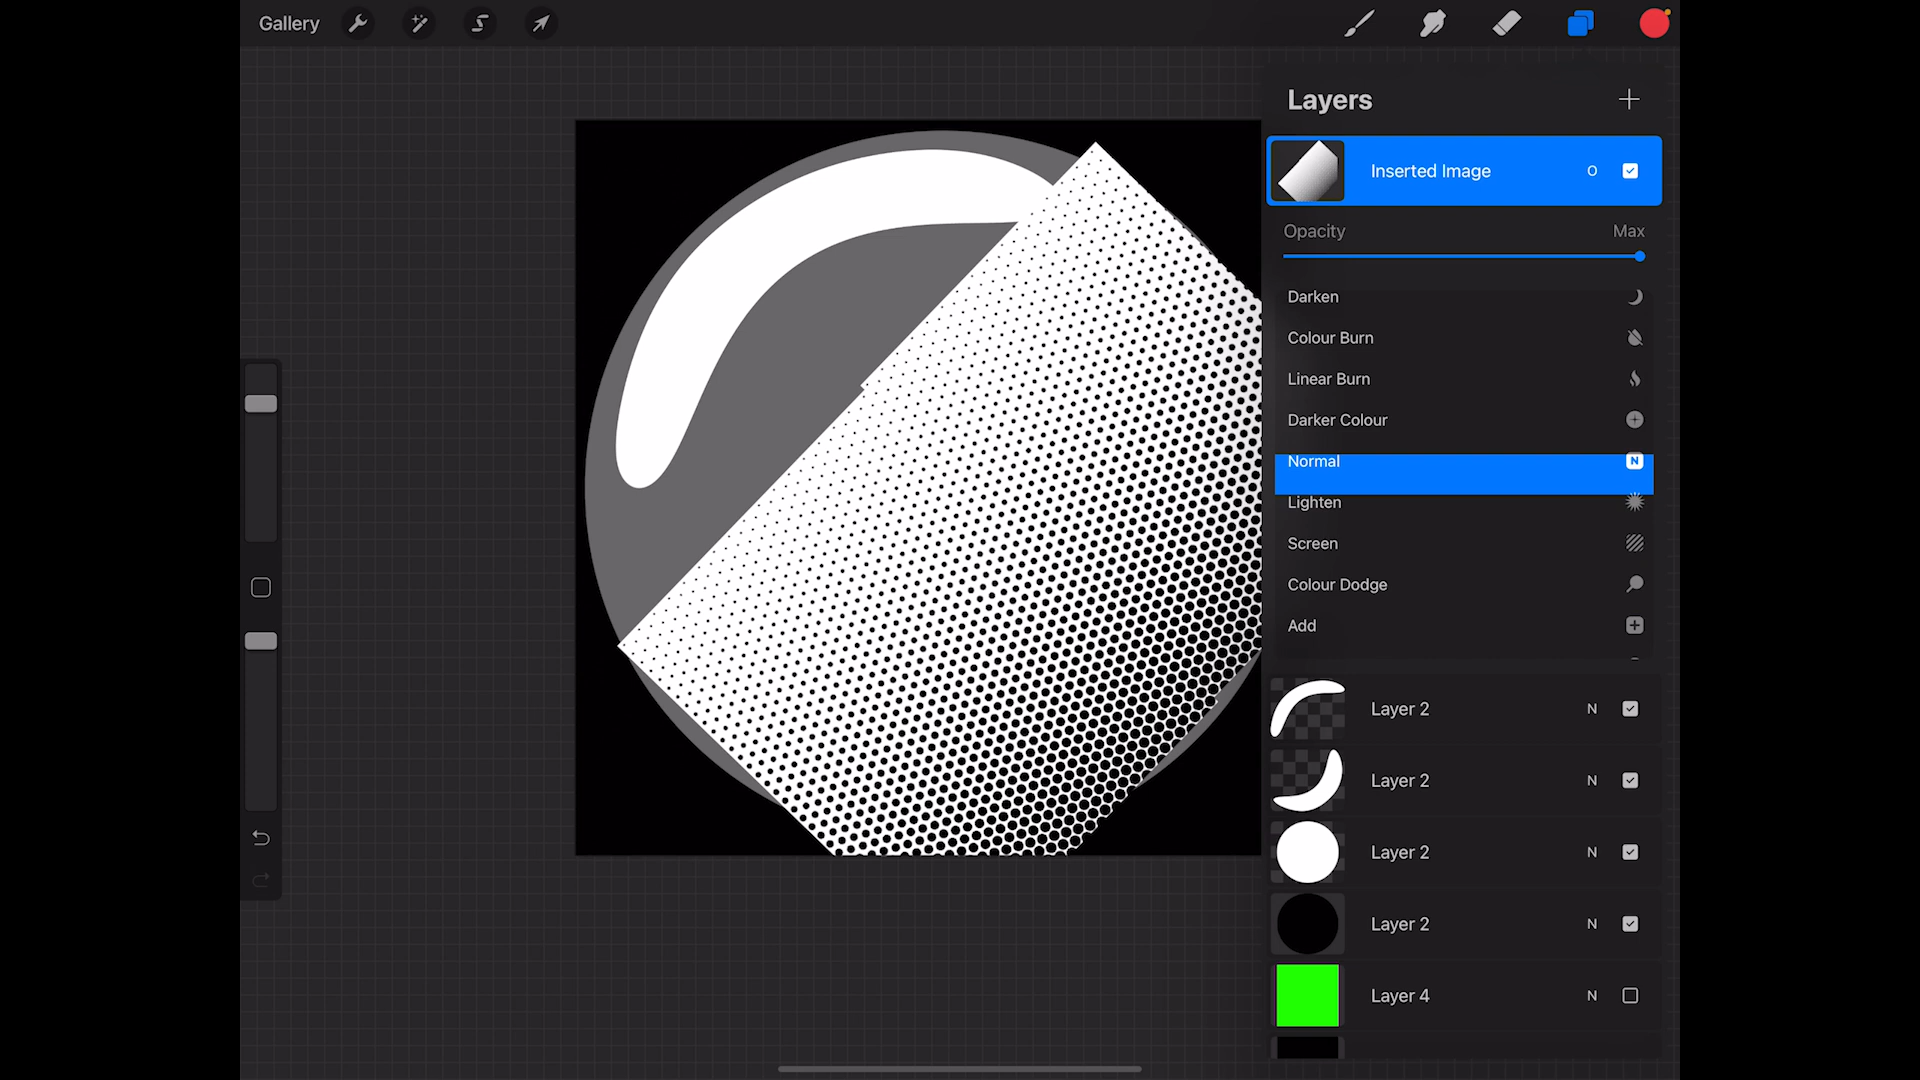 Gallery
Layers
Inserted Image O
Opacity Max
Darken
Colour Burn
Linear Burn
Darker Colour
Normal N
Lighten
Screen
Colour Dodge
Add
Layer 2 N
Layer 2 N
Layer 2 N
Layer 2 N
Layer 4 N